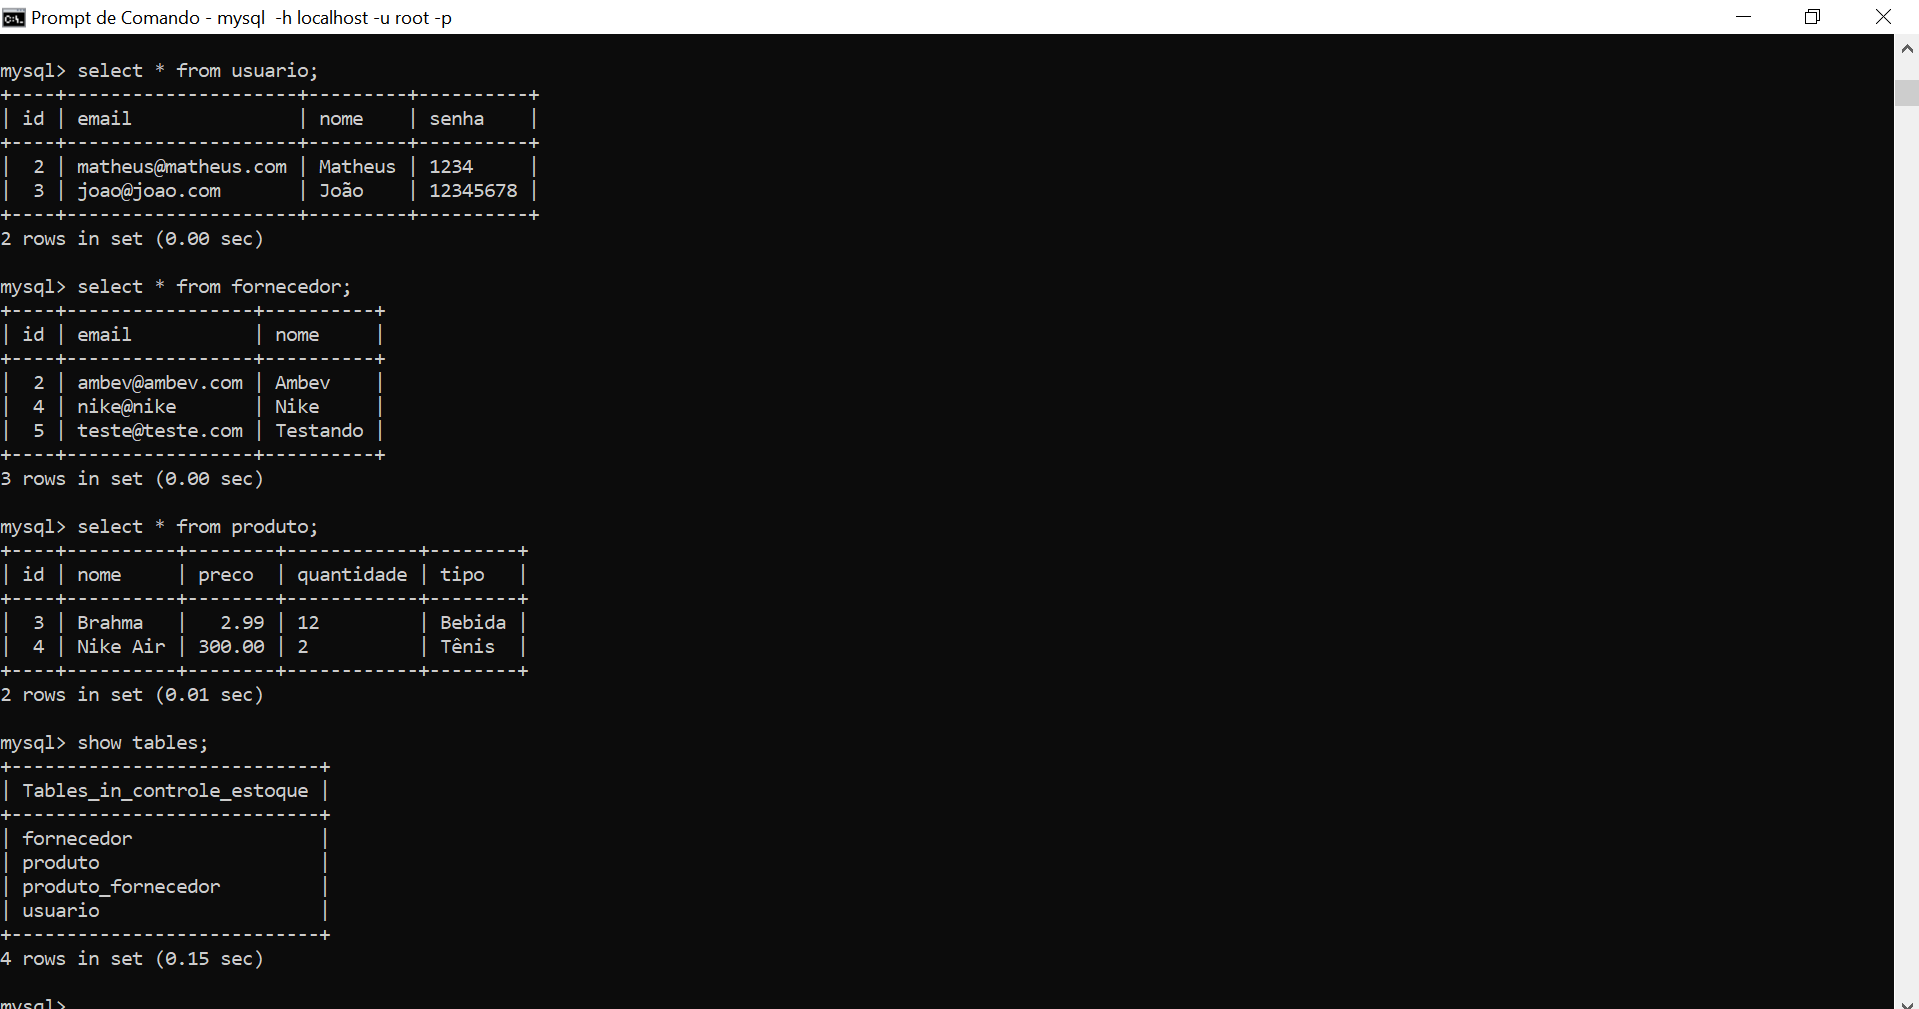 Prompt de Comando - mysql  -h localhost -u root -p
mysql> select * from usuario;
+----+---------------------+---------+----------+
| id | email               | nome    | senha    |
+----+---------------------+---------+----------+
|  2 | matheus@matheus.com | Matheus | 1234     |
|  3 | joao@joao.com       | João    | 12345678 |
+----+---------------------+---------+----------+
2 rows in set (0.00 sec)
mysql> select * from fornecedor;
+----+-----------------+----------+
| id | email           | nome     |
+----+-----------------+----------+
|  2 | ambev@ambev.com | Ambev    |
|  4 | nike@nike       | Nike     |
|  5 | teste@teste.com | Testando |
+----+-----------------+----------+
3 rows in set (0.00 sec)
mysql> select * from produto;
+----+----------+--------+------------+--------+
| id | nome     | preco  | quantidade | tipo   |
+----+----------+--------+------------+--------+
|  3 | Brahma   |   2.99 | 12         | Bebida |
|  4 | Nike Air | 300.00 | 2          | Tênis  |
+----+----------+--------+------------+--------+
2 rows in set (0.01 sec)
mysql> show tables;
+----------------------------+
| Tables_in_controle_estoque |
+----------------------------+
| fornecedor                 |
| produto                    |
| produto_fornecedor         |
| usuario                    |
+----------------------------+
4 rows in set (0.15 sec)
mysql>